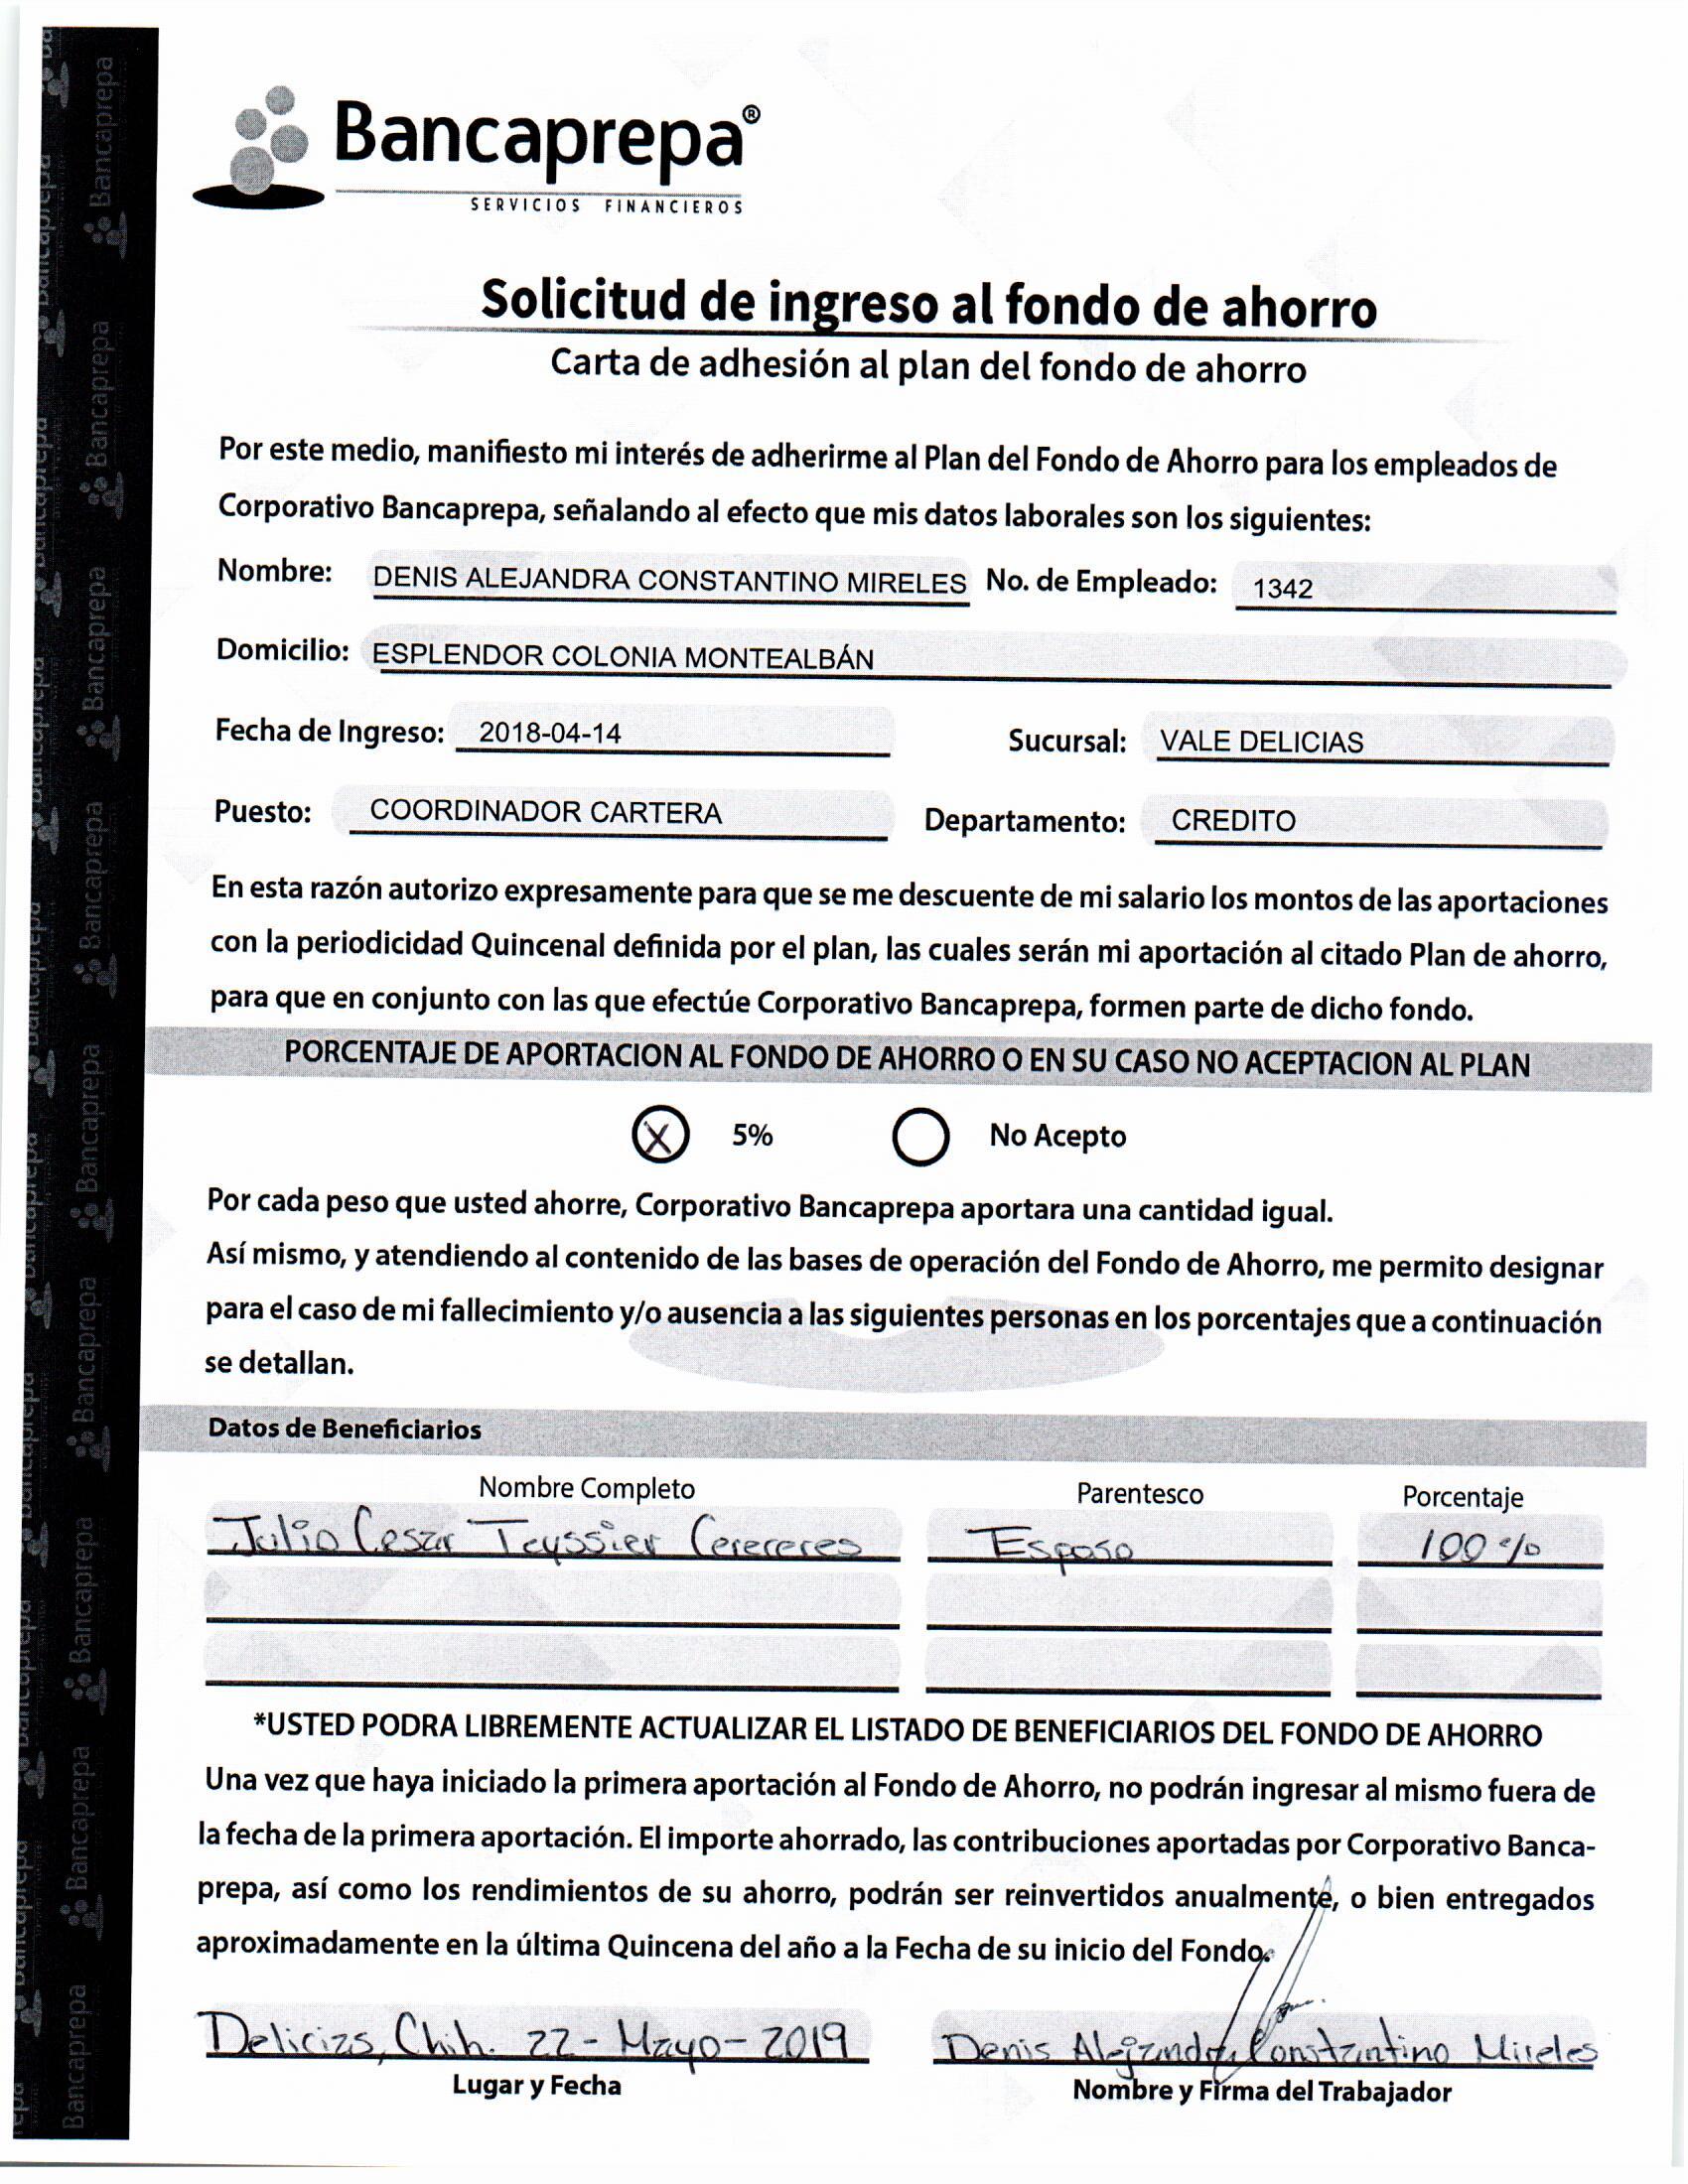 Bancaprepa®
SERVICIOS FINANCIEROS
Solicitud de ingreso al fondo de ahorro
Carta de adhesión al plan del fondo de ahorro
Por este medio, manifiesto mi interés de adherirme al Plan del Fondo de Ahorro para los empleados de
Corporativo Bancaprepa, señalando al efecto que mis datos laborales son los siguientes:
Nombre: DENIS ALEJANDRA CONSTANTINO MIRELES No. de Empleado: 1342
Domicilio: ESPLENDOR COLONIA MONTEALBÁN
Fecha de Ingreso: 2018-04-14 Sucursal: VALE DELICIAS
Puesto: COORDINADOR CARTERA Departamento: CREDITO
En esta razón autorizo expresamente para que se me descuente de mi salario los montos de las aportaciones
con la periodicidad Quincenal definida por el plan, las cuales serán mi aportación al citado Plan de ahorro,
para que en conjunto con las que efectúe Corporativo Bancaprepa, formen parte de dicho fondo.
PORCENTAJE DE APORTACION AL FONDO DE AHORRO O EN SU CASO NO ACEPTACION AL PLAN
X 5% No Acepto
Por cada peso que usted ahorre, Corporativo Bancaprepa aportara una cantidad igual.
Así mismo, y atendiendo al contenido de las bases de operación del Fondo de Ahorro, me permito designar
para el caso de mi fallecimiento y/o ausencia a las siguientes personas en los porcentajes que a continuación
se detallan.
Datos de Beneficiarios
Nombre Completo Parentesco Porcentaje
Julio Cesar Teyssier Cereceres Esposo 100 %
*USTED PODRA LIBREMENTE ACTUALIZAR EL LISTADO DE BENEFICIARIOS DEL FONDO DE AHORRO
Una vez que haya iniciado la primera aportación al Fondo de Ahorro, no podrán ingresar al mismo fuera de
la fecha de la primera aportación. El importe ahorrado, las contribuciones aportadas por Corporativo Banca-
prepa, así como los rendimientos de su ahorro, podrán ser reinvertidos anualmente, o bien entregados
aproximadamente en la última Quincena del año a la Fecha de su inicio del Fondo.
Delicias, Chih. 22-Mayo-2019 Denis Alejandra Constantino Mireles
Lugar y Fecha Nombre y Firma del Trabajador